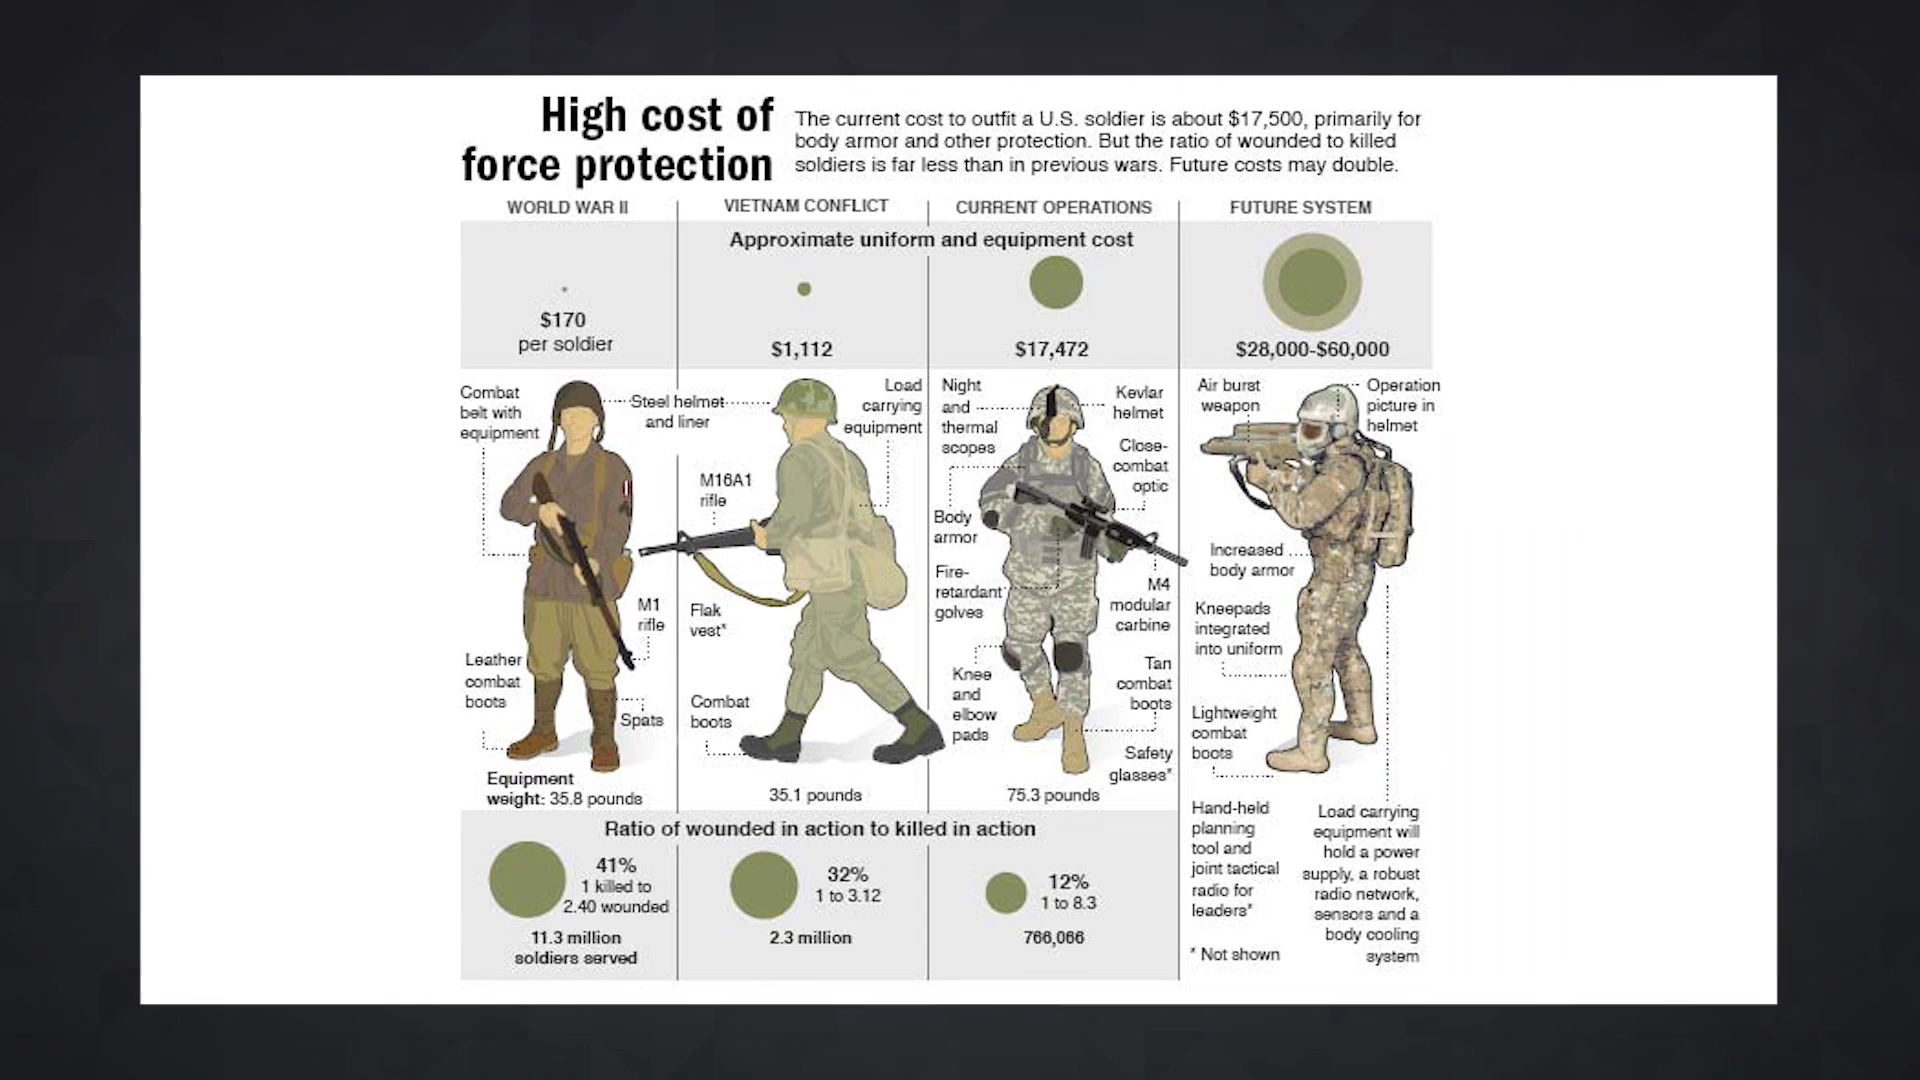 High cost of
force protection
The current cost to outfit a U.S. soldier is about $17,500, primarily for
body armor and other protection. But the ratio of wounded to killed
soldiers is far less than in previous wars. Future costs may double.
WORLD WAR II
VIETNAM CONFLICT
CURRENT OPERATIONS
FUTURE SYSTEM
Approximate uniform and equipment cost
$170
per soldier
$1,112
$17,472
$28,000-$60,000
Combat
belt with
equipment
Steel helmet
and liner
M1
rifle
Leather
combat
boots
Spats
Equipment
weight: 35.8 pounds
Load
carrying
equipment
M16A1
rifle
Flak
vest*
Combat
boots
35.1 pounds
Night
and
thermal
scopes
Kevlar
helmet
Close-
combat
optic
Body
armor
Fire-
retardant
golves
M4
modular
carbine
Knee
and
elbow
pads
Tan
combat
boots
Safety
glasses*
75.3 pounds
Air burst
weapon
Operation
picture in
helmet
Increased
body armor
Kneepads
integrated
into uniform
Lightweight
combat
boots
Hand-held
planning
tool and
joint tactical
radio for
leaders*
Load carrying
equipment will
hold a power
supply, a robust
radio network,
sensors and a
body cooling
system
* Not shown
Ratio of wounded in action to killed in action
41%
1 killed to
2.40 wounded
11.3 million
soldiers served
32%
1 to 3.12
2.3 million
12%
1 to 8.3
766,066